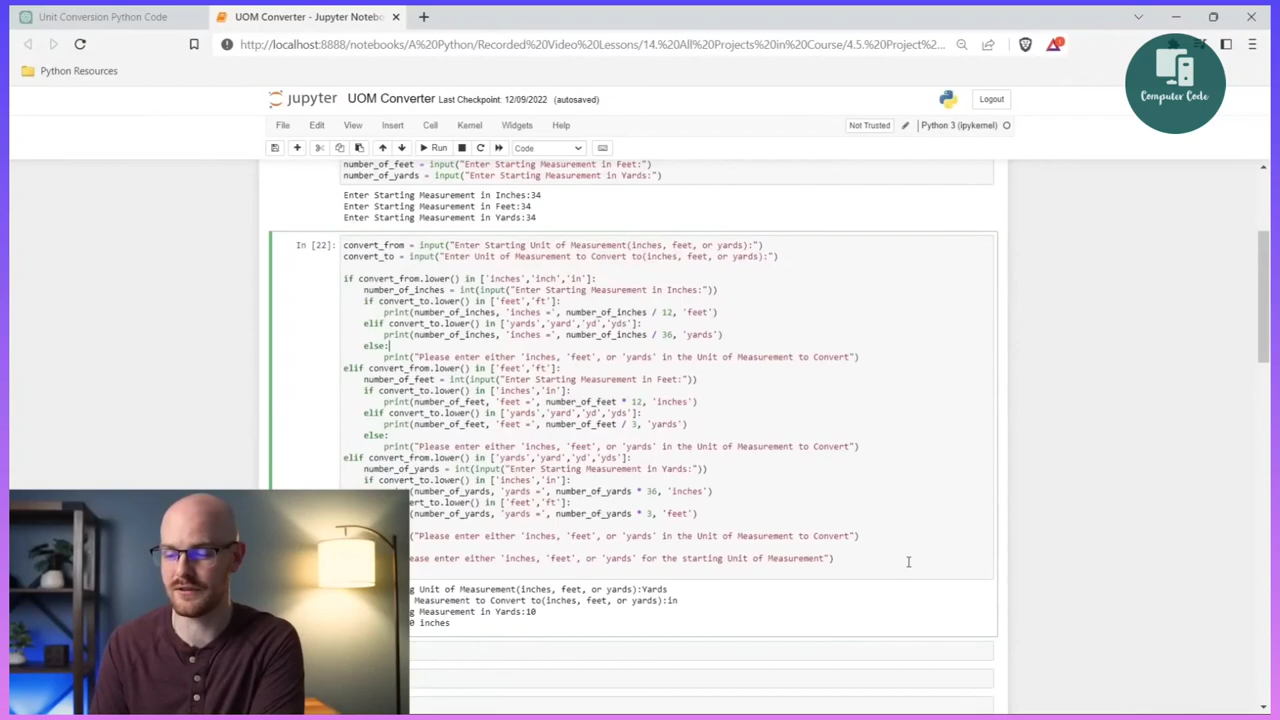 Unit Conversion Python Code
UOM Converter - Jupyter Notebo
http://localhost:8888/notebooks/A%20Python/Recorded%20Video%20Lessons/14.%20All%20Projects%20in%20Course/4.5.%20Project%2...
Python Resources
Computer Code
jupyter UOM Converter Last Checkpoint: 12/09/2022 (autosaved)
Logout
File Edit View Insert Cell Kernel Widgets Help
Not Trusted
Python 3 (ipykernel)
Run
Code
number_of_feet = input("Enter Starting Measurement in Feet:")
number_of_yards = input("Enter Starting Measurement in Yards:")
Enter Starting Measurement in Inches:34
Enter Starting Measurement in Feet:34
Enter Starting Measurement in Yards:34
In [22]: convert_from = input("Enter Starting Unit of Measurement(inches, feet, or yards):")
convert_to = input("Enter Unit of Measurement to Convert to(inches, feet, or yards):")
if convert_from.lower() in ['inches','inch','in']:
number_of_inches = int(input("Enter Starting Measurement in Inches:"))
if convert_to.lower() in ['feet','ft']:
print(number_of_inches, 'inches =', number_of_inches / 12, 'feet')
elif convert_to.lower() in ['yards','yard','yd','yds']:
print(number_of_inches, 'inches =', number_of_inches / 36, 'yards')
else:
print("Please enter either 'inches, 'feet', or 'yards' in the Unit of Measurement to Convert")
elif convert_from.lower() in ['feet','ft']:
number_of_feet = int(input("Enter Starting Measurement in Feet:"))
if convert_to.lower() in ['inches','in']:
print(number_of_feet, 'feet =', number_of_feet * 12, 'inches')
elif convert_to.lower() in ['yards','yard','yd','yds']:
print(number_of_feet, 'feet =', number_of_feet / 3, 'yards')
else:
print("Please enter either 'inches, 'feet', or 'yards' in the Unit of Measurement to Convert")
elif convert_from.lower() in ['yards','yard','yd','yds']:
number_of_yards = int(input("Enter Starting Measurement in Yards:"))
if convert_to.lower() in ['inches','in']:
(number_of_yards, 'yards =', number_of_yards * 36, 'inches')
to.lower() in ['feet','ft']:
(number_of_yards, 'yards =', number_of_yards * 3, 'feet')
("Please enter either 'inches, 'feet', or 'yards' in the Unit of Measurement to Convert")
ease enter either 'inches, 'feet', or 'yards' for the starting Unit of Measurement")
g Unit of Measurement(inches, feet, or yards):Yards
Measurement to Convert to(inches, feet, or yards):in
g Measurement in Yards:10
0 inches